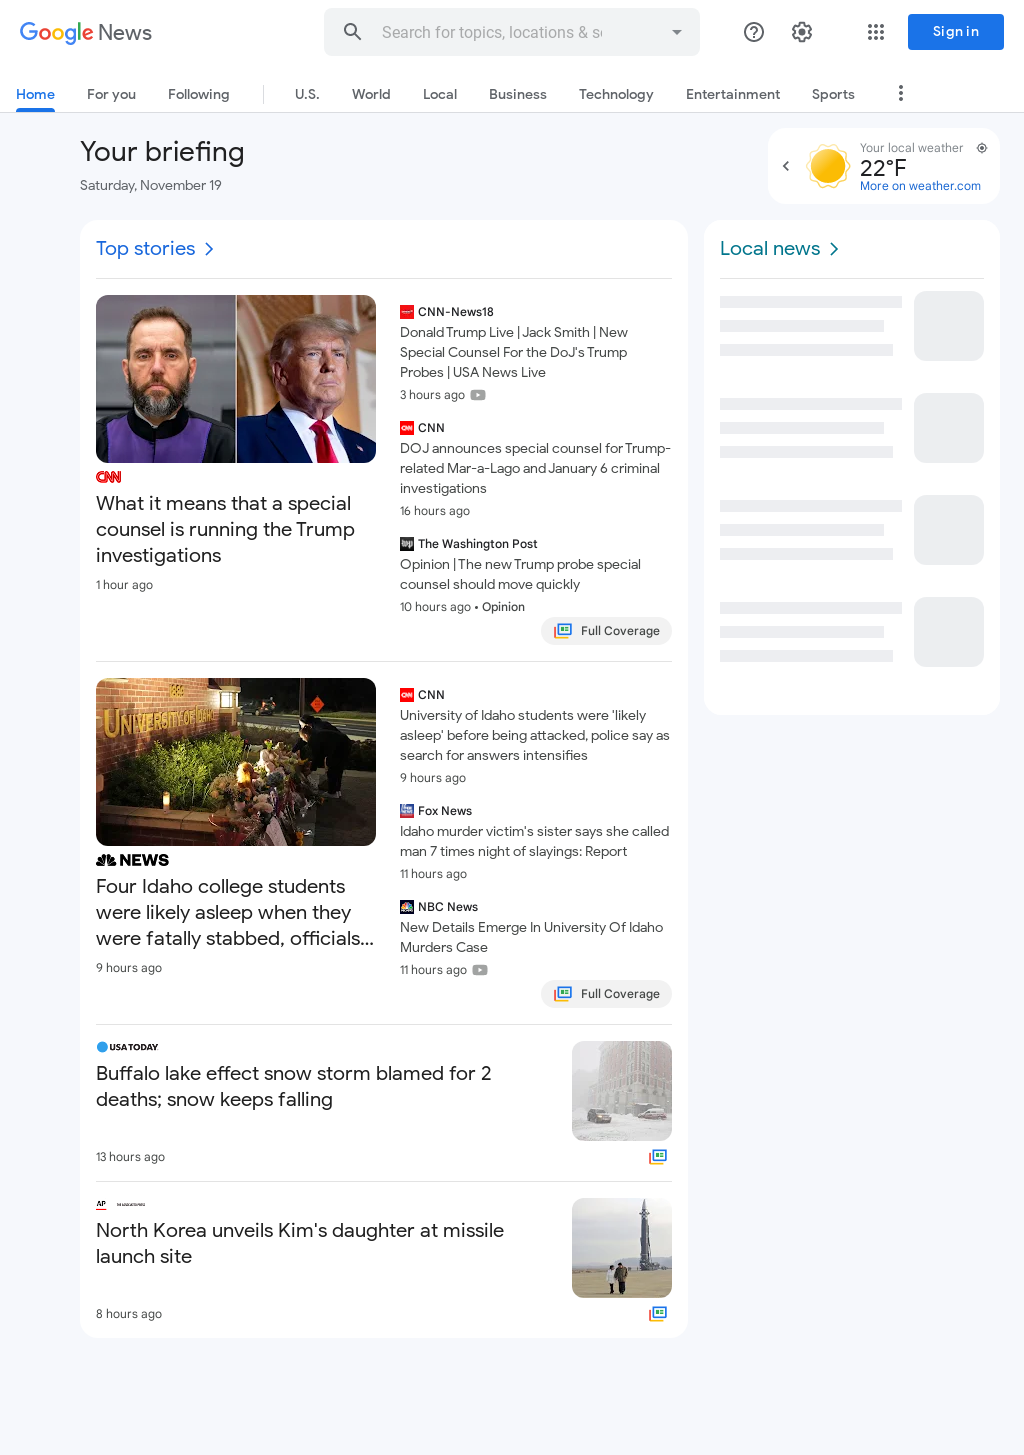 Google News
Search for topics, locations & so
Sign in
Home
For you
Following
U.S.
World
Local
Business
Technology
Entertainment
Sports
Your briefing
Saturday, November 19
Your local weather
22°F
More on weather.com
Top stories
CNN
What it means that a special
counsel is running the Trump
investigations
1 hour ago
CNN-News18
Donald Trump Live | Jack Smith | New
Special Counsel For the DoJ's Trump
Probes | USA News Live
3 hours ago
CNN
DOJ announces special counsel for Trump-
related Mar-a-Lago and January 6 criminal
investigations
16 hours ago
The Washington Post
Opinion | The new Trump probe special
counsel should move quickly
10 hours ago • Opinion
Full Coverage
1889
UNIVERSITY OF IDAHO
NEWS
Four Idaho college students
were likely asleep when they
were fatally stabbed, officials...
9 hours ago
CNN
University of Idaho students were 'likely
asleep' before being attacked, police say as
search for answers intensifies
9 hours ago
Fox News
Idaho murder victim's sister says she called
man 7 times night of slayings: Report
11 hours ago
NBC News
New Details Emerge In University Of Idaho
Murders Case
11 hours ago
Full Coverage
USA TODAY
Buffalo lake effect snow storm blamed for 2
deaths; snow keeps falling
13 hours ago
AP
North Korea unveils Kim's daughter at missile
launch site
8 hours ago
Local news